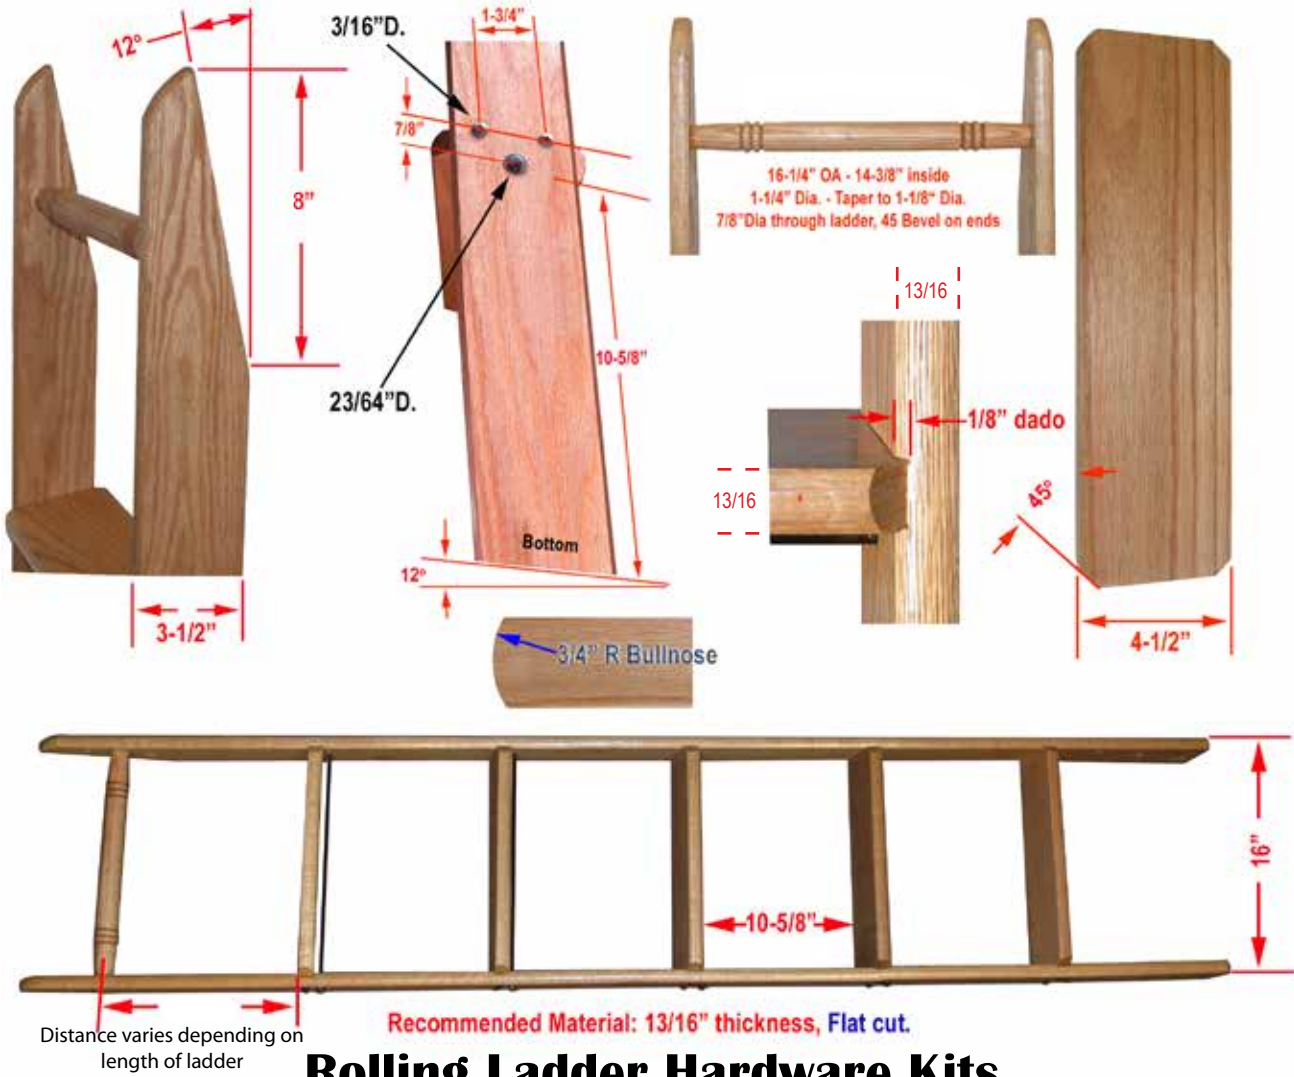 12°
8”
3-1/2”
3/16”D.
1-3/4”
7/8”
23/64”D.
10-5/8”
Bottom
12°
16-1/4” OA - 14-3/8” inside
1-1/4” Dia. - Taper to 1-1/8“ Dia.
7/8”Dia through ladder, 45 Bevel on ends
13/16
1/8” dado
13/16
45°
4-1/2”
3/4” R Bullnose
16”
10-5/8”
Distance varies depending on
length of ladder
Recommended Material: 13/16” thickness, Flat cut.
Rolling Ladder Hardware Kits